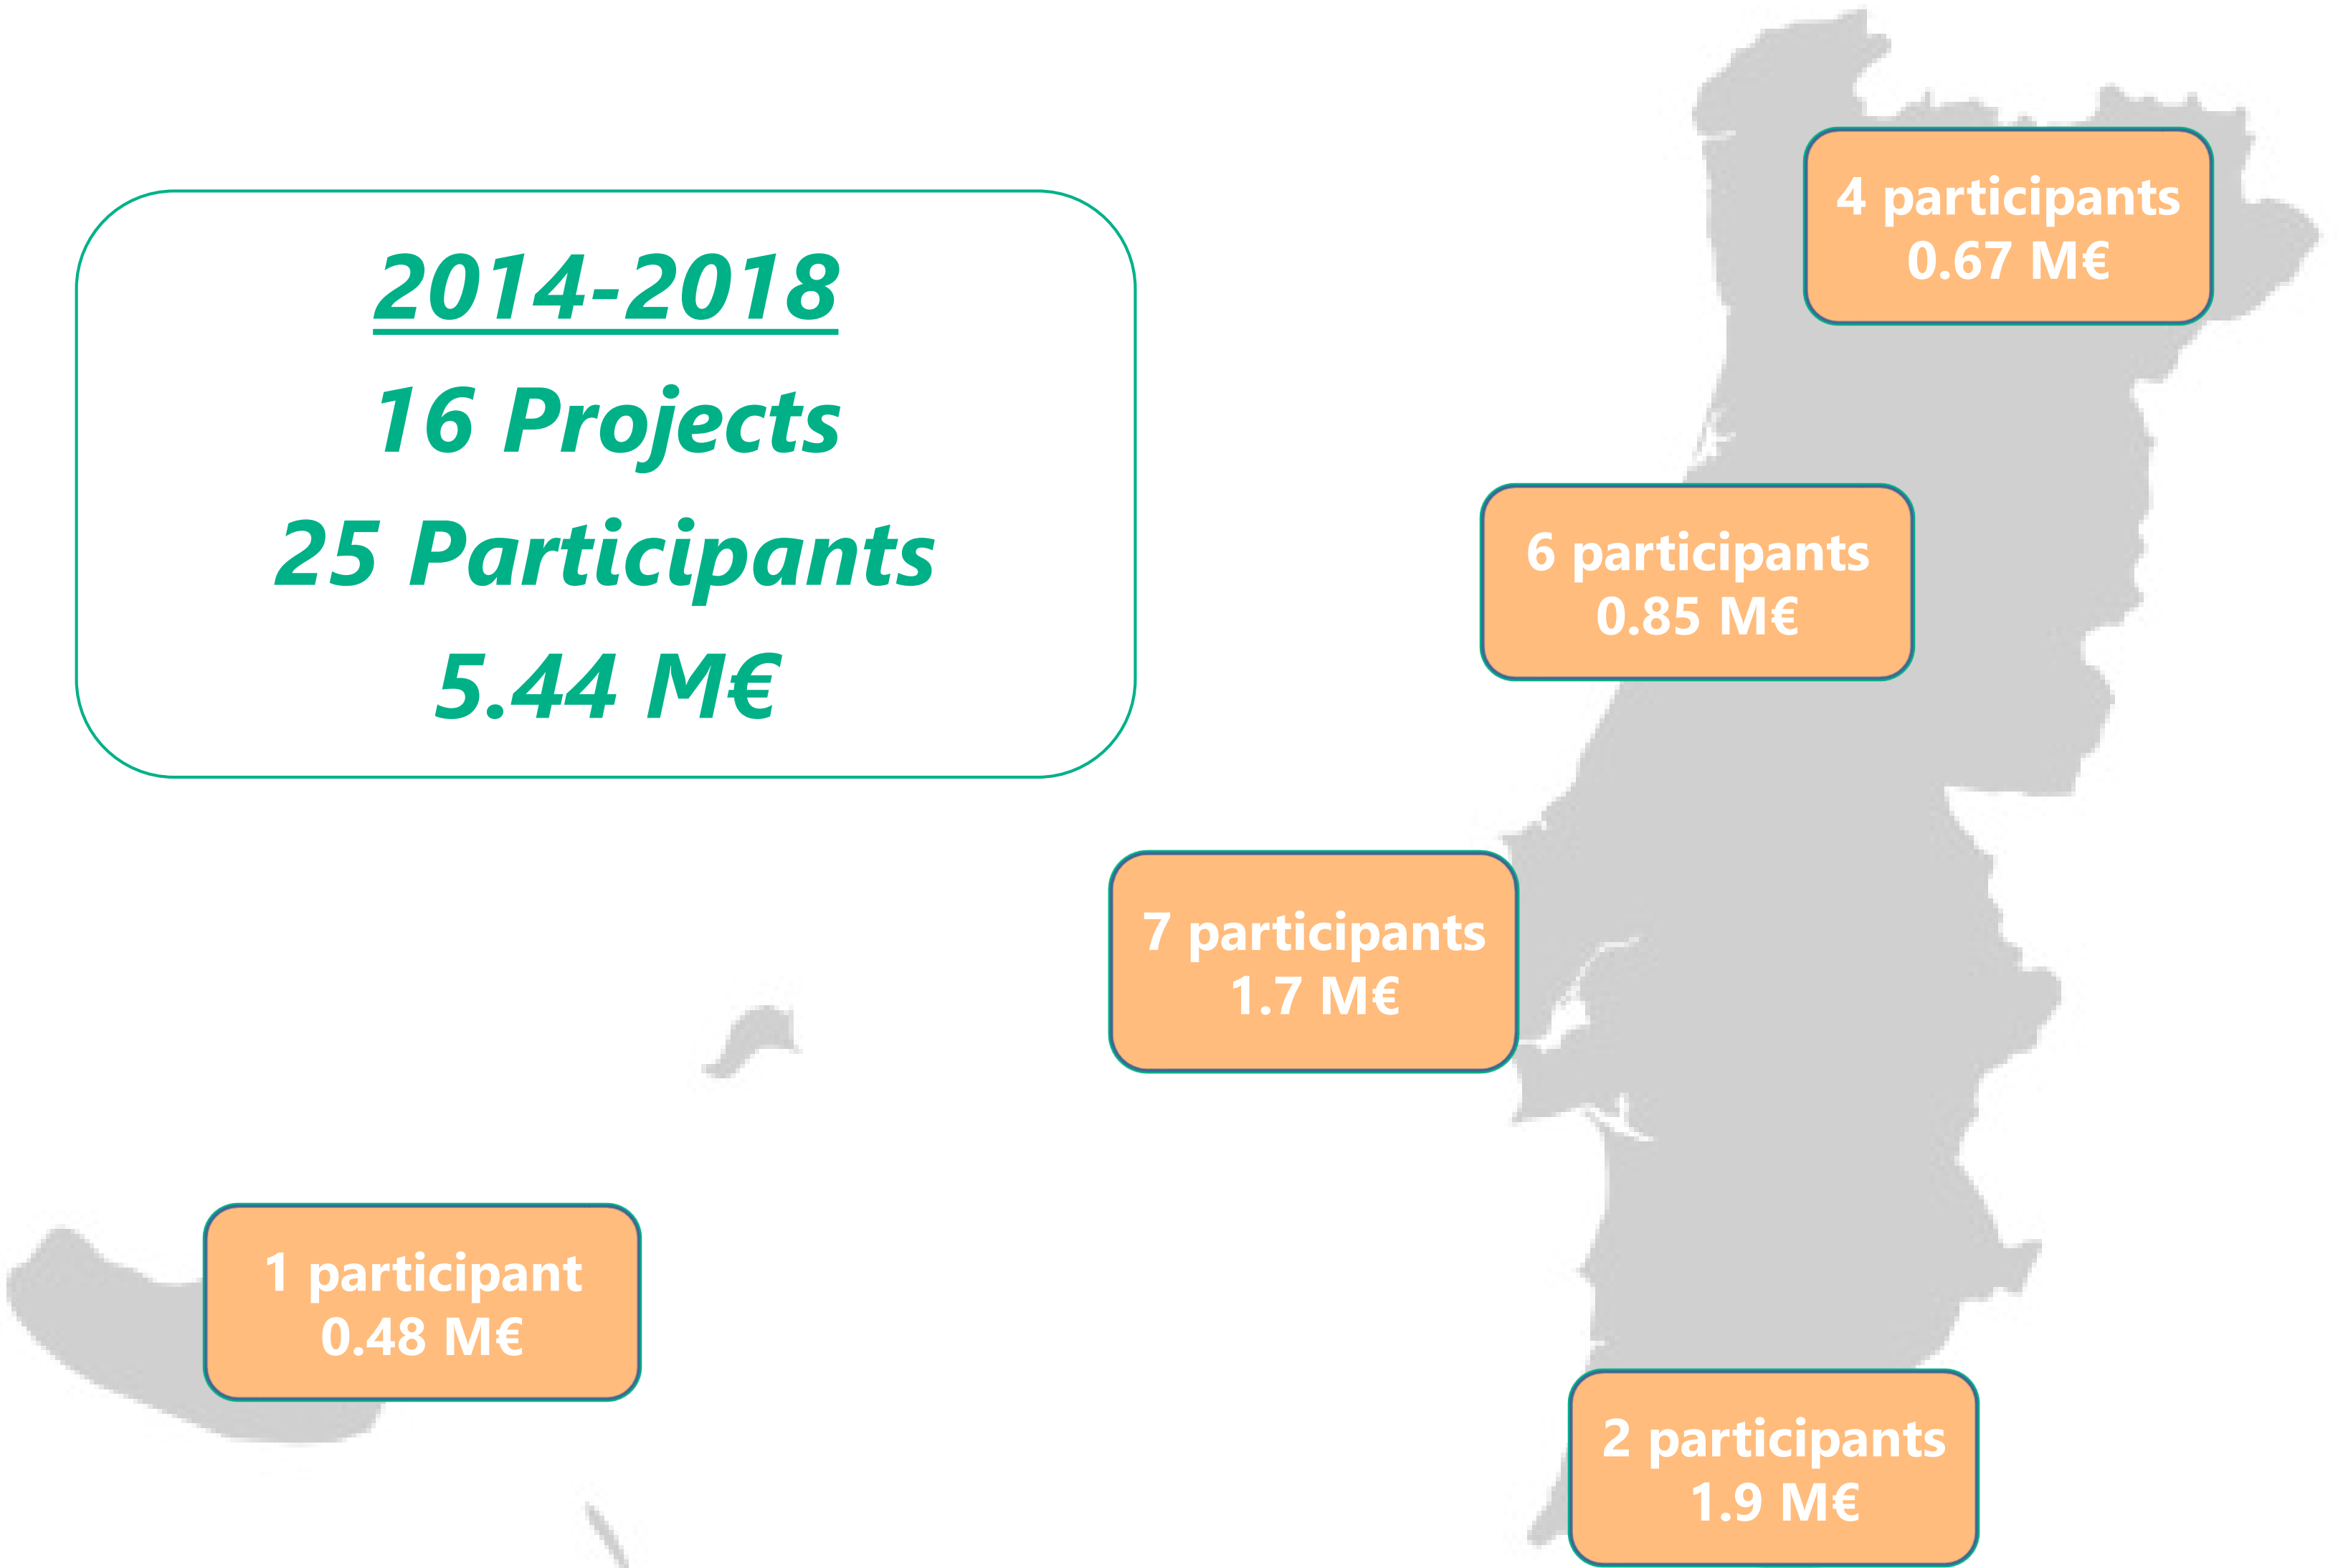 2014-2018
16 Projects
25 Participants
5.44 M€
4 participants
0.67 M€
6 participants
0.85 M€
7 participants
1.7 M€
1 participant
0.48 M€
2 participants
1.9 M€